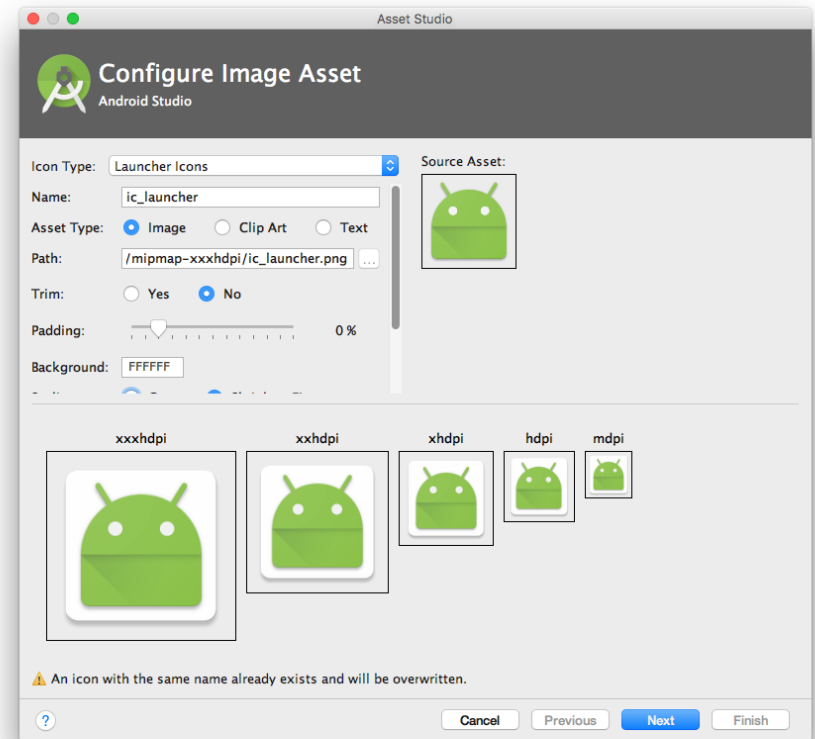 Asset Studio
Configure Image Asset
Android Studio
Icon Type: Launcher Icons
Source Asset:
Name: ic_launcher
Asset Type: Image Clip Art Text
Path: /mipmap-xxxhdpi/ic_launcher.png ...
Trim: Yes No
Padding: 0 %
Background: FFFFFF
xxxhdpi xxhdpi xhdpi hdpi mdpi
An icon with the same name already exists and will be overwritten.
? Cancel Previous Next Finish